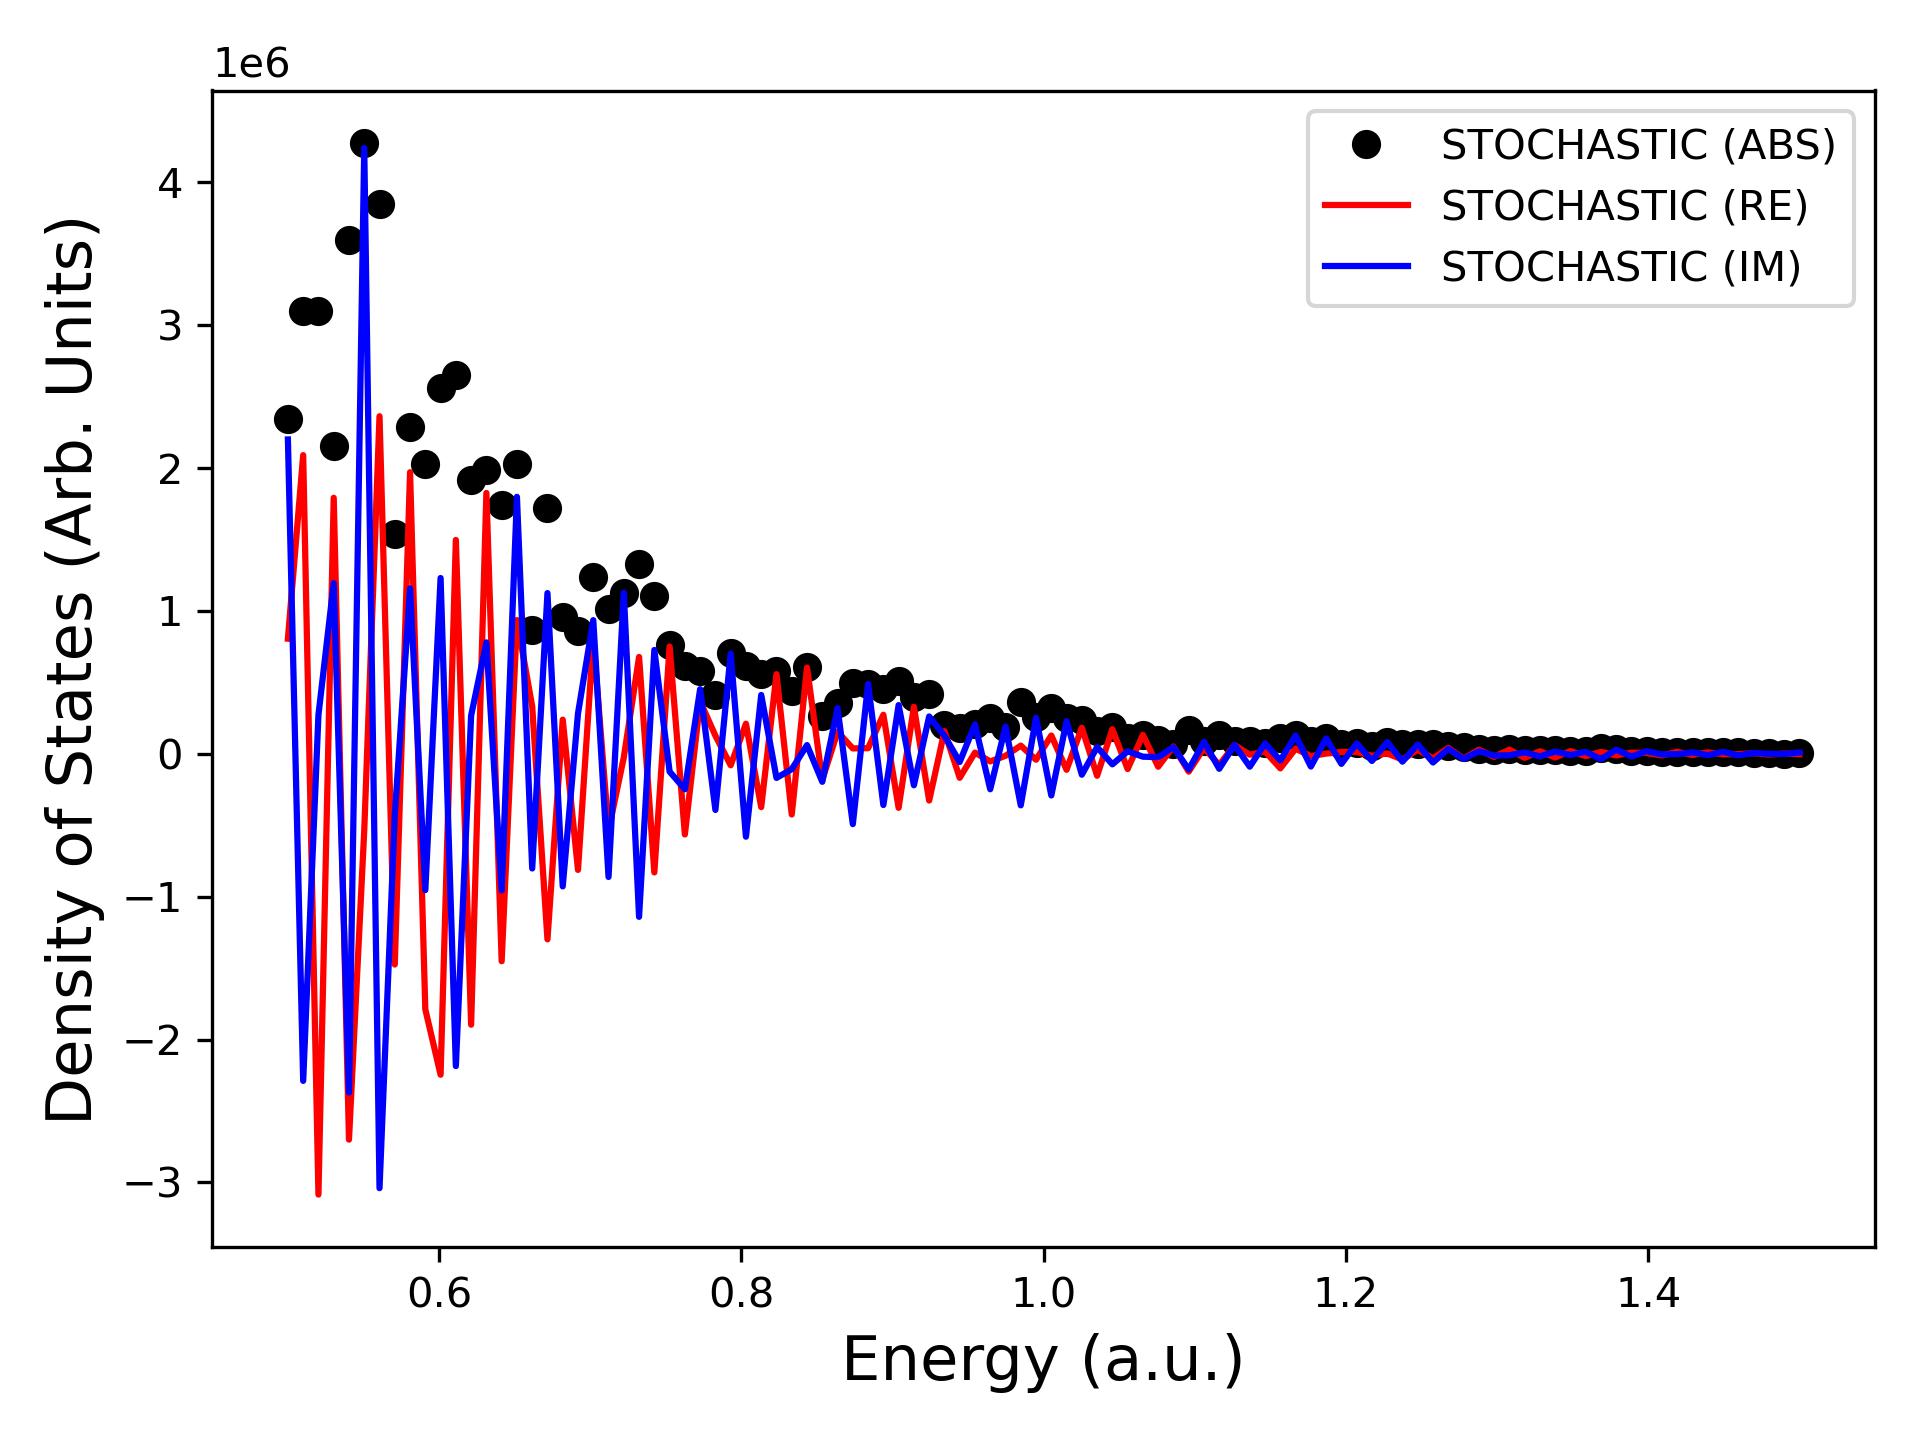 1e6
STOCHASTIC (ABS)
STOCHASTIC (RE)
STOCHASTIC (IM)
Density of States (Arb. Units)
4
3
2
1
0
−1
−2
−3
0.6 0.8 1.0 1.2 1.4
Energy (a.u.)